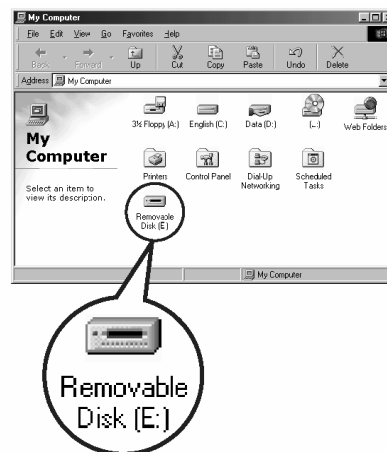 My Computer
File Edit View Go Favorites Help
Back Forward Up Cut Copy Paste Undo Delete
Address My Computer
My
Computer
Select an item to
view its description.
3½ Floppy (A:) English (C:) Data (D:) (_:) Web Folders
Printers Control Panel Dial-Up
Networking Scheduled
Tasks
Removable
Disk (E:)
My Computer
Removable
Disk (E:)